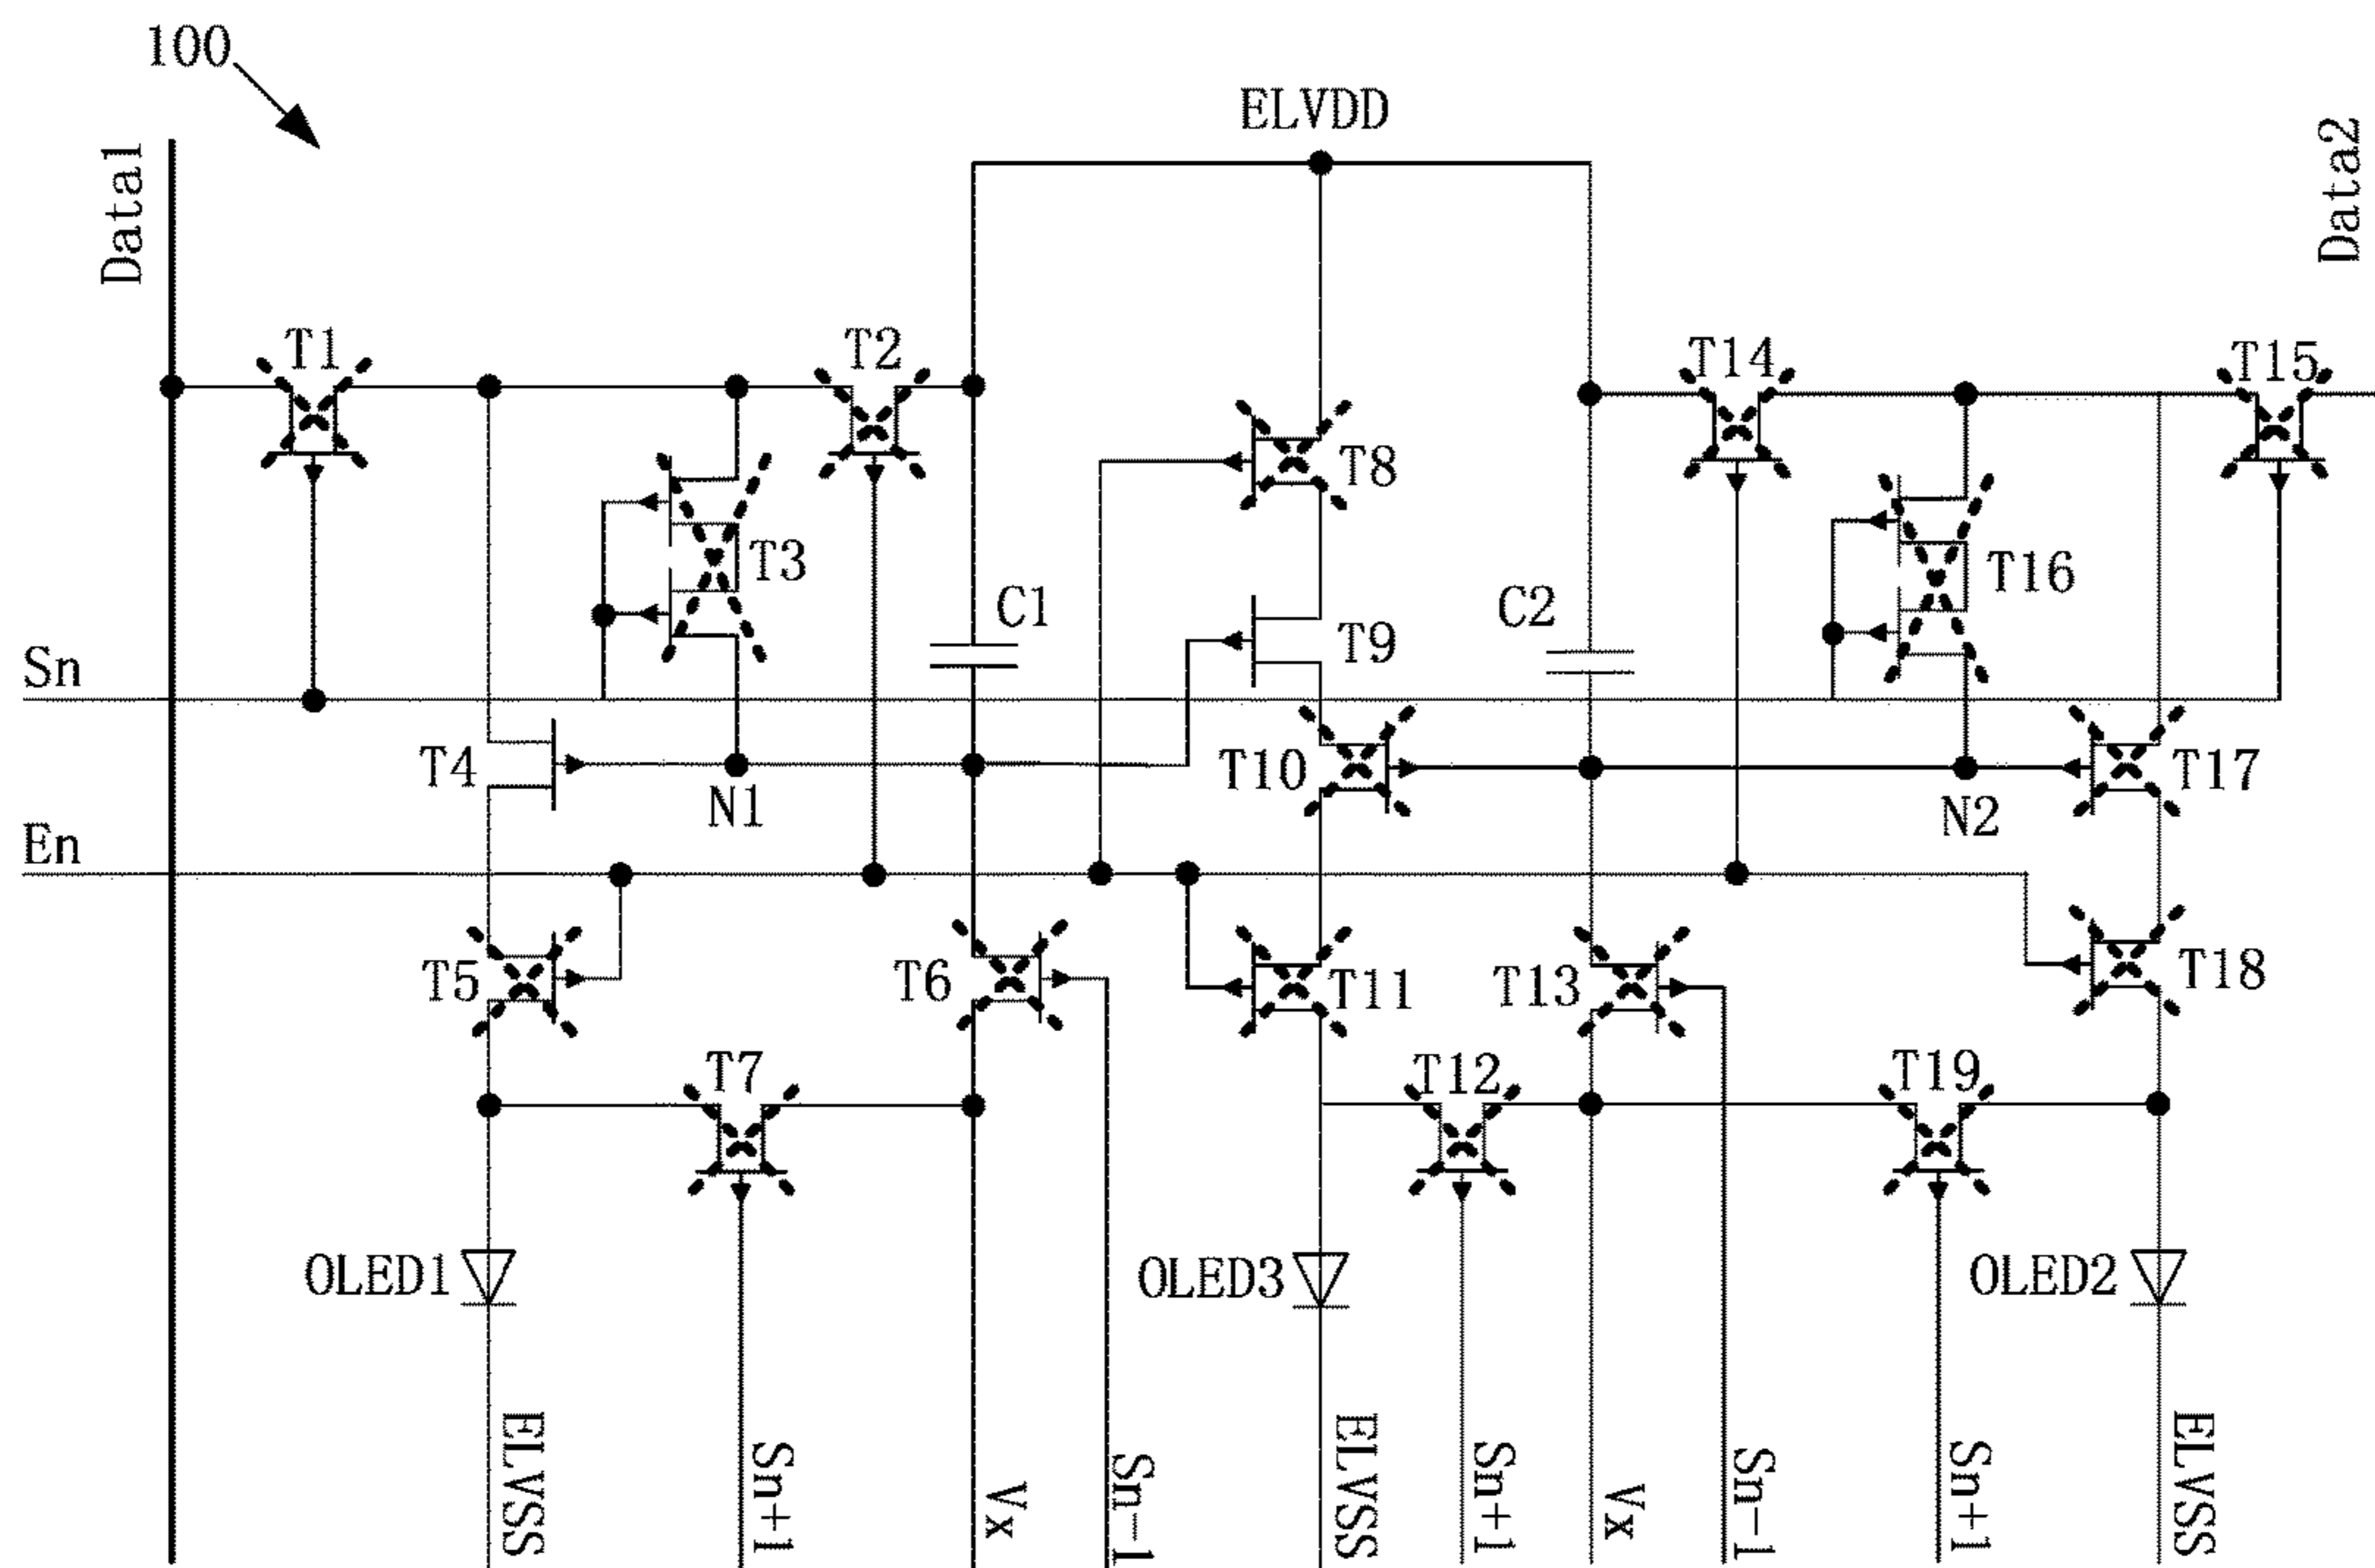 100
ELVDD
Data1
Data2
T1
T2
T14
T15
T8
T3
T16
C1
C2
T9
Sn
T4
T10
T17
N1
N2
En
T5
T6
T11
T13
T18
T7
T12
T19
OLED1
OLED3
OLED2
ELVSS
Sn+1
Vx
Sn-1
ELVSS
Sn+1
Vx
Sn-1
Sn+1
ELVSS